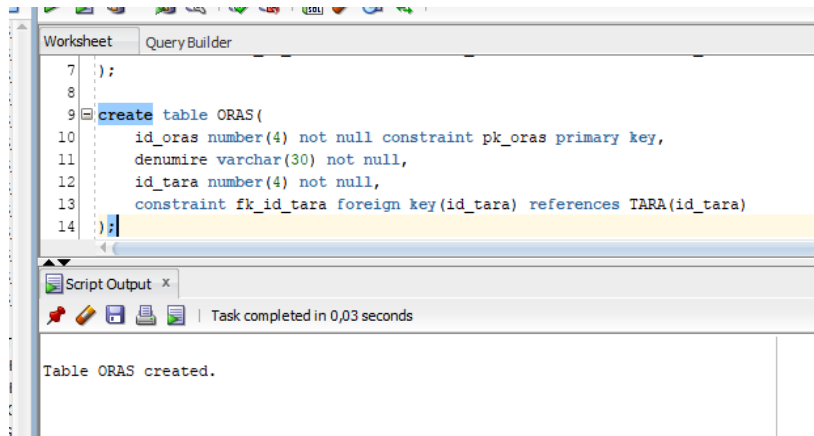 Worksheet Query Builder
7 );
8
9 create table ORAS(
10 id_oras number(4) not null constraint pk_oras primary key,
11 denumire varchar(30) not null,
12 id_tara number(4) not null,
13 constraint fk_id_tara foreign key(id_tara) references TARA(id_tara)
14 );
Script Output x
Task completed in 0,03 seconds
Table ORAS created.